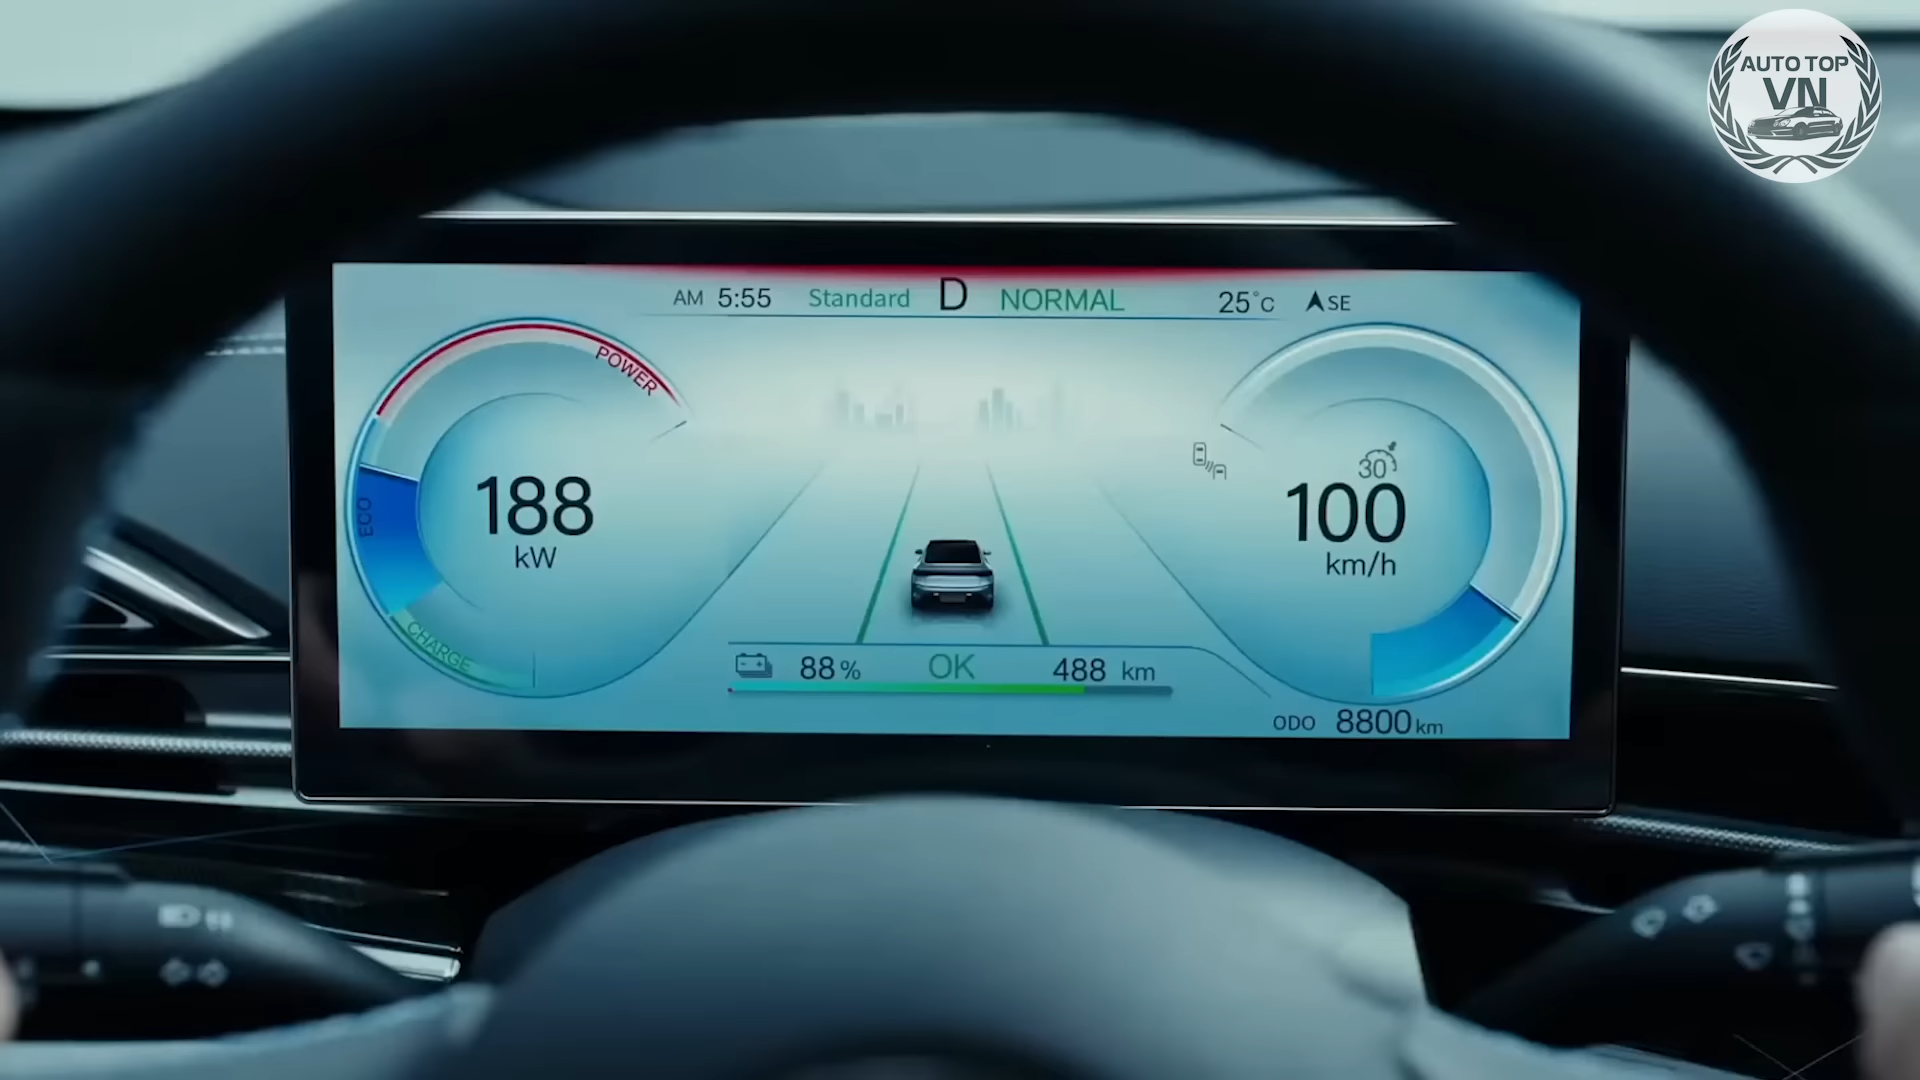 AUTO TOP
VN
AM 5:55 Standard D NORMAL 25°C SE
POWER
ECO
CHARGE
188
kW
30
100
km/h
88% OK 488 km
ODO 8800 km